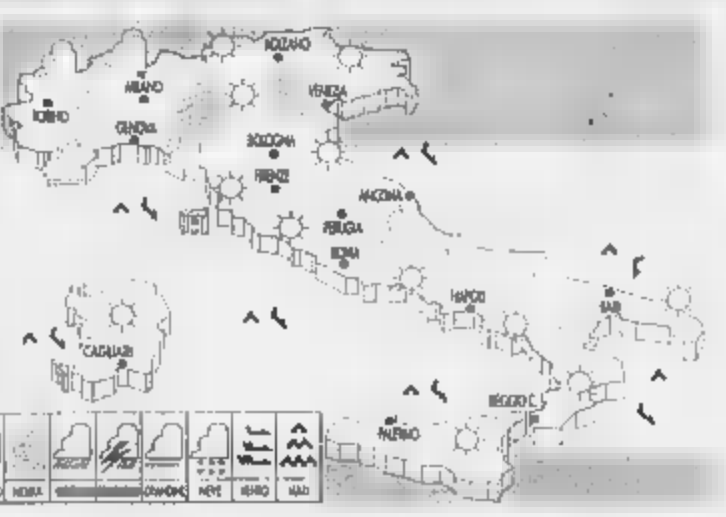 BOLZANO
MILANO
VENEZIA
TORINO
GENOVA
BOLOGNA
FIRENZE
ANCONA
PERUGIA
ROMA
NAPOLI
BARI
CAGLIARI
REGGIO C.
PALERMO
NEBBIA NEVE VENTO MARI